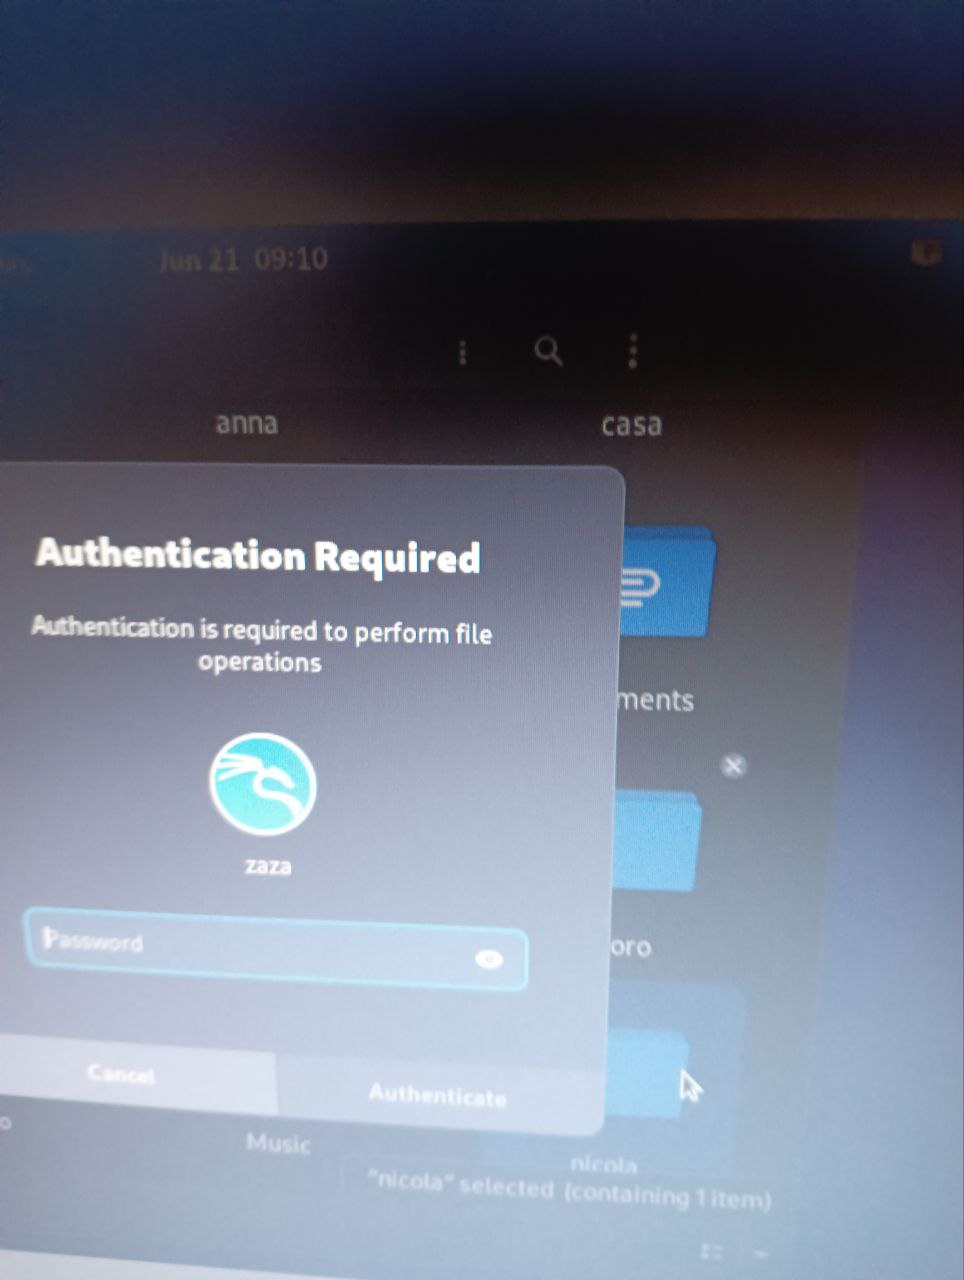 Jun 21 09:10
anna
casa
Authentication Required
Authentication is required to perform file
operations
ments
zaza
Password
oro
Cancel
Authenticate
o
Music
nicola
"nicola" selected (containing 1 item)